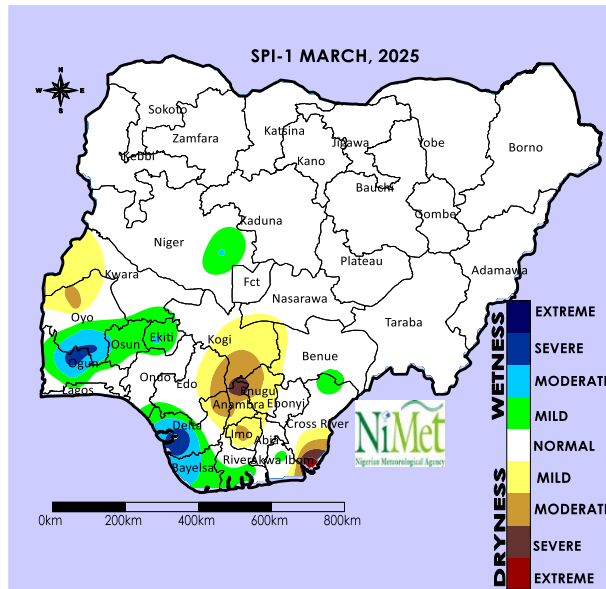 SPI-1 MARCH, 2025
N
W E
S
Sokoto
Zamfara
Katsina
Kebbi
Jigawa
Yobe
Borno
Kano
Bauchi
Gombe
Kaduna
Niger
Plateau
Adamawa
Kwara
Fct
Nasarawa
Oyo
Taraba
Kogi
Osun
Ekiti
Benue
Ogun
Ondo
Edo
Enugu
Lagos
Anambra
Ebonyi
Delta
Imo
Abia
Cross River
Bayelsa
River
Akwa Ibom
NiMet
Nigerian Meteorological Agency
0km 200km 400km 600km 800km
WETNESS
EXTREME
SEVERE
MODERATE
MILD
NORMAL
DRYNESS
MILD
MODERATE
SEVERE
EXTREME